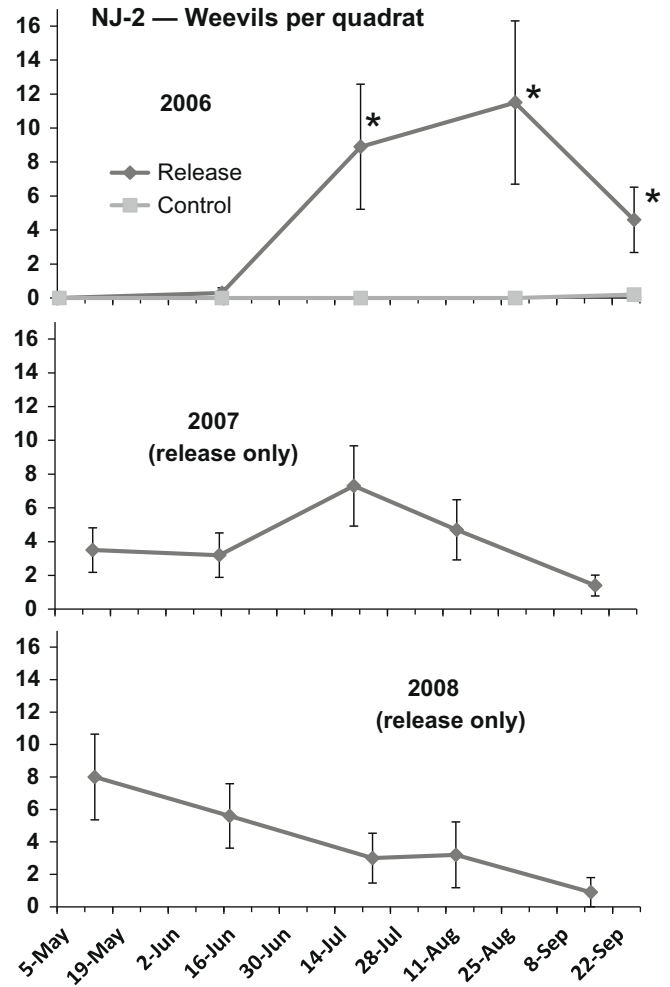 NJ-2 — Weevils per quadrat
16
14
12
10
8
6
4
2
0
2006
Release
Control
*
*
*
16
14
12
10
8
6
4
2
0
2007
(release only)
16
14
12
10
8
6
4
2
0
2008
(release only)
5-May
19-May
2-Jun
16-Jun
30-Jun
14-Jul
28-Jul
11-Aug
25-Aug
8-Sep
22-Sep